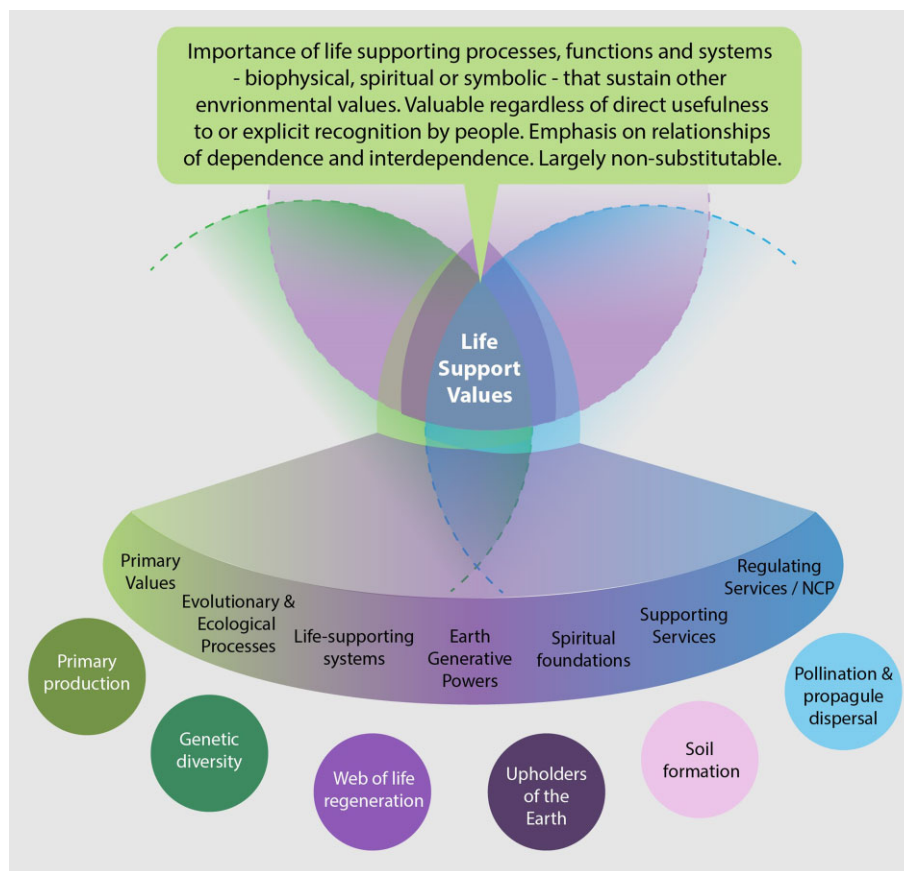 Importance of life supporting processes, functions and systems
- biophysical, spiritual or symbolic - that sustain other
envrionmental values. Valuable regardless of direct usefulness
to or explicit recognition by people. Emphasis on relationships
of dependence and interdependence. Largely non-substitutable.
Life
Support
Values
Primary
Values
Evolutionary &
Ecological
Processes
Life-supporting
systems
Earth
Generative
Powers
Spiritual
foundations
Supporting
Services
Regulating
Services / NCP
Primary
production
Genetic
diversity
Web of life
regeneration
Upholders
of the
Earth
Soil
formation
Pollination &
propagule
dispersal